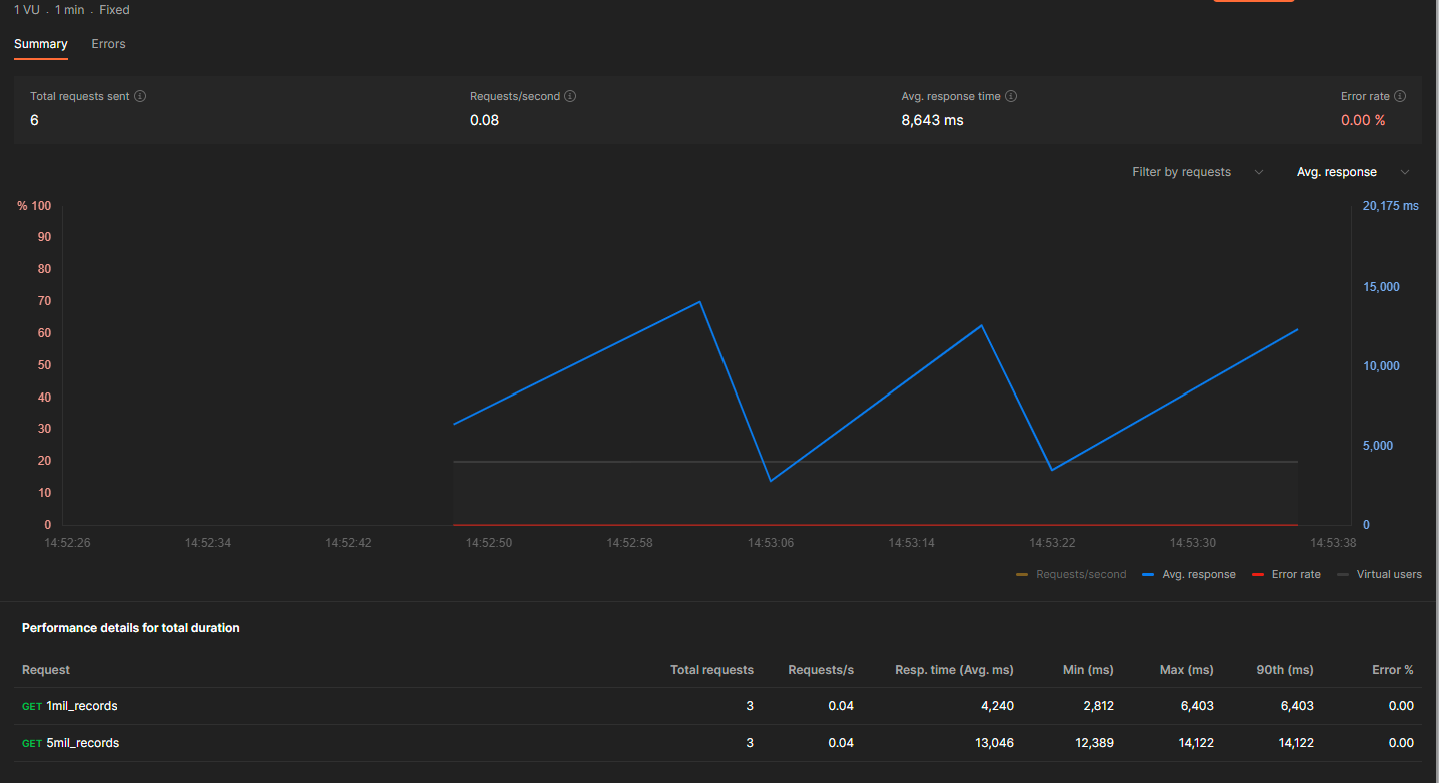 1 VU . 1 min . Fixed
Summary Errors
Total requests sent Requests/second Avg. response time Error rate
6 0.08 8,643 ms 0.00 %
Filter by requests Avg. response
% 100 20,175 ms
90
80
70 15,000
60
50 10,000
40
30 5,000
20
10
0 0
14:52:26 14:52:34 14:52:42 14:52:50 14:52:58 14:53:06 14:53:14 14:53:22 14:53:30 14:53:38
Requests/second Avg. response Error rate Virtual users
Performance details for total duration
Request Total requests Requests/s Resp. time (Avg. ms) Min (ms) Max (ms) 90th (ms) Error %
GET 1mil_records 3 0.04 4,240 2,812 6,403 6,403 0.00
GET 5mil_records 3 0.04 13,046 12,389 14,122 14,122 0.00